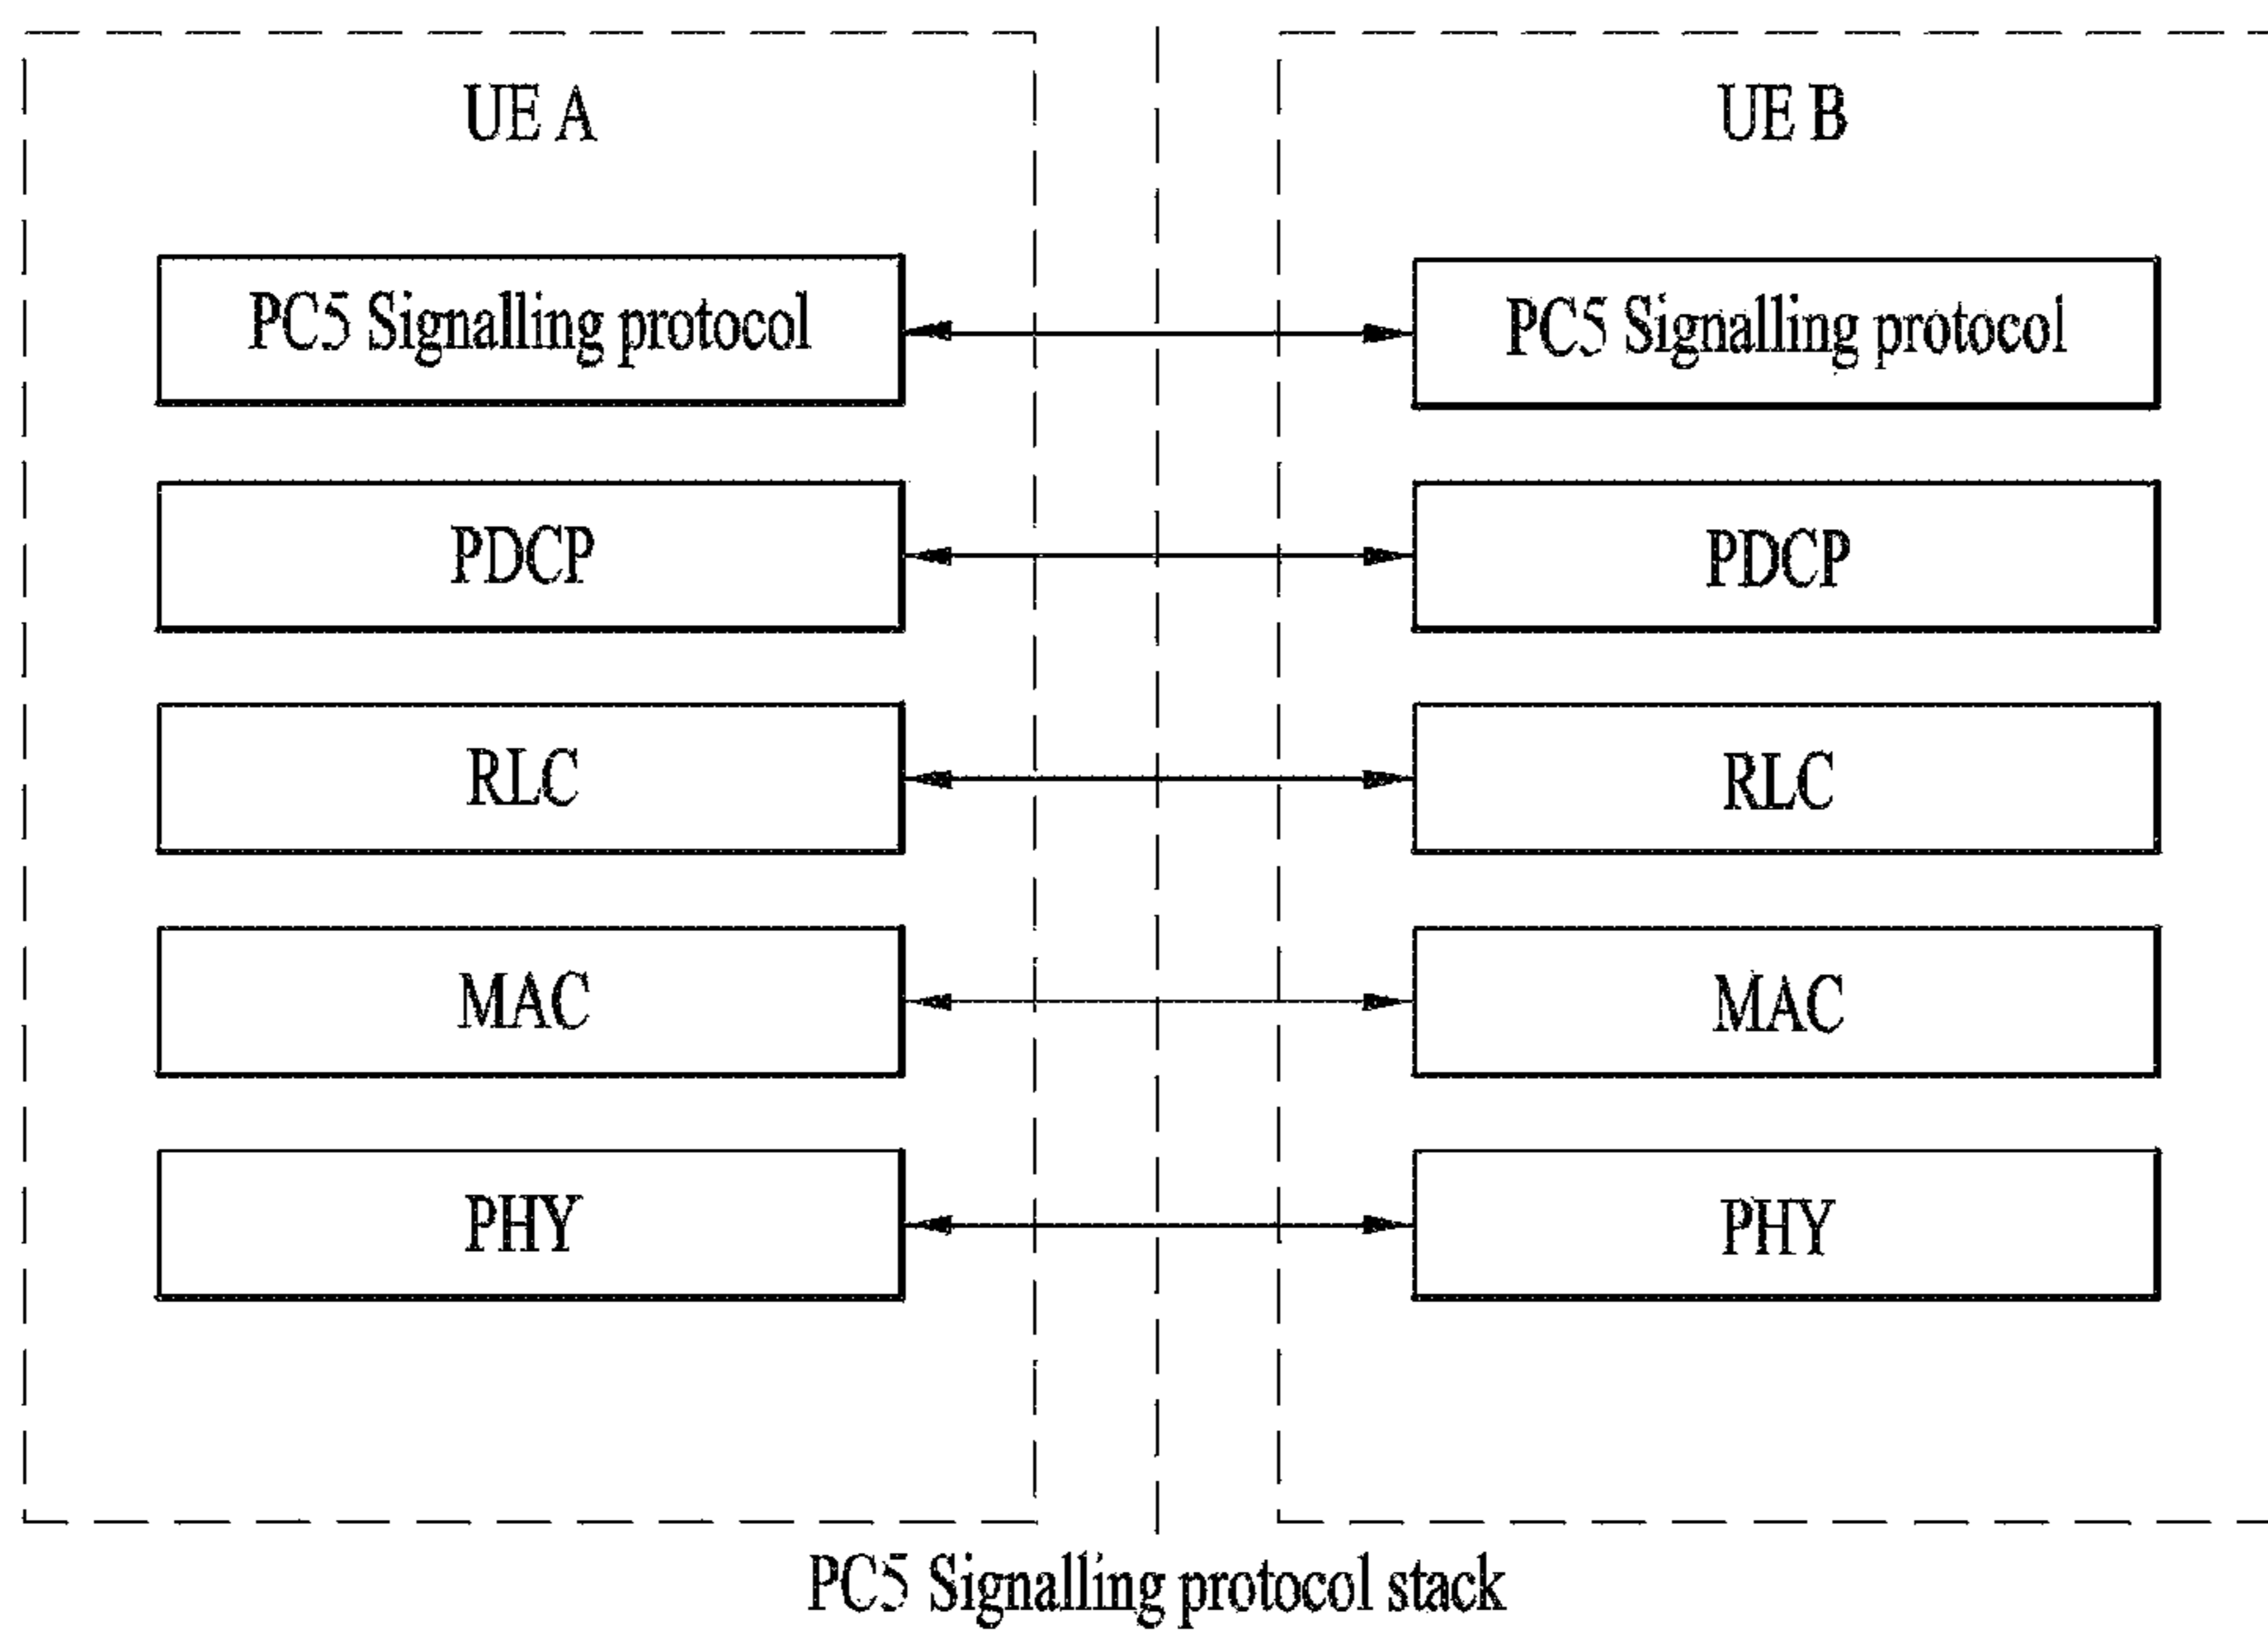 UE A
UE B
PC5 Signalling protocol
PC5 Signalling protocol
PDCP
PDCP
RLC
RLC
MAC
MAC
PHY
PHY
PC5 Signalling protocol stack